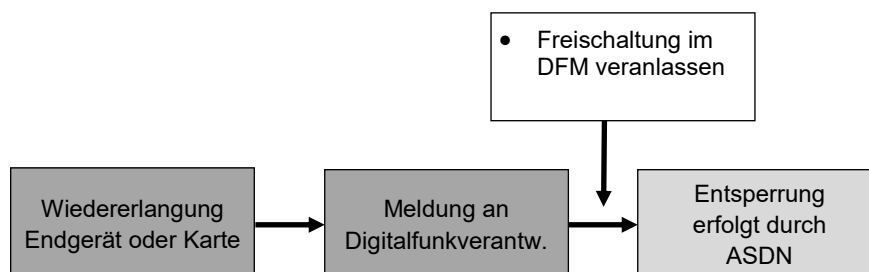 • Freischaltung im
DFM veranlassen
Wiedererlangung
Endgerät oder Karte
Meldung an
Digitalfunkverantw.
Entsperrung
erfolgt durch
ASDN